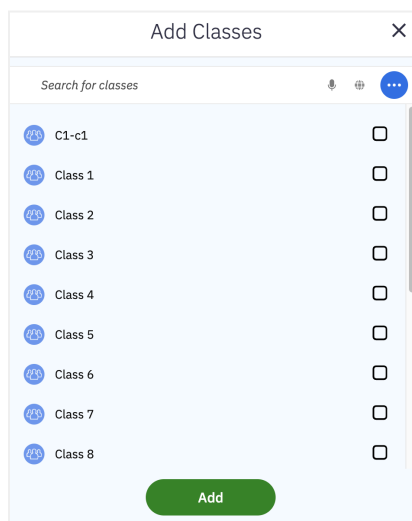 Add Classes
Search for classes
C1-c1
Class 1
Class 2
Class 3
Class 4
Class 5
Class 6
Class 7
Class 8
Add